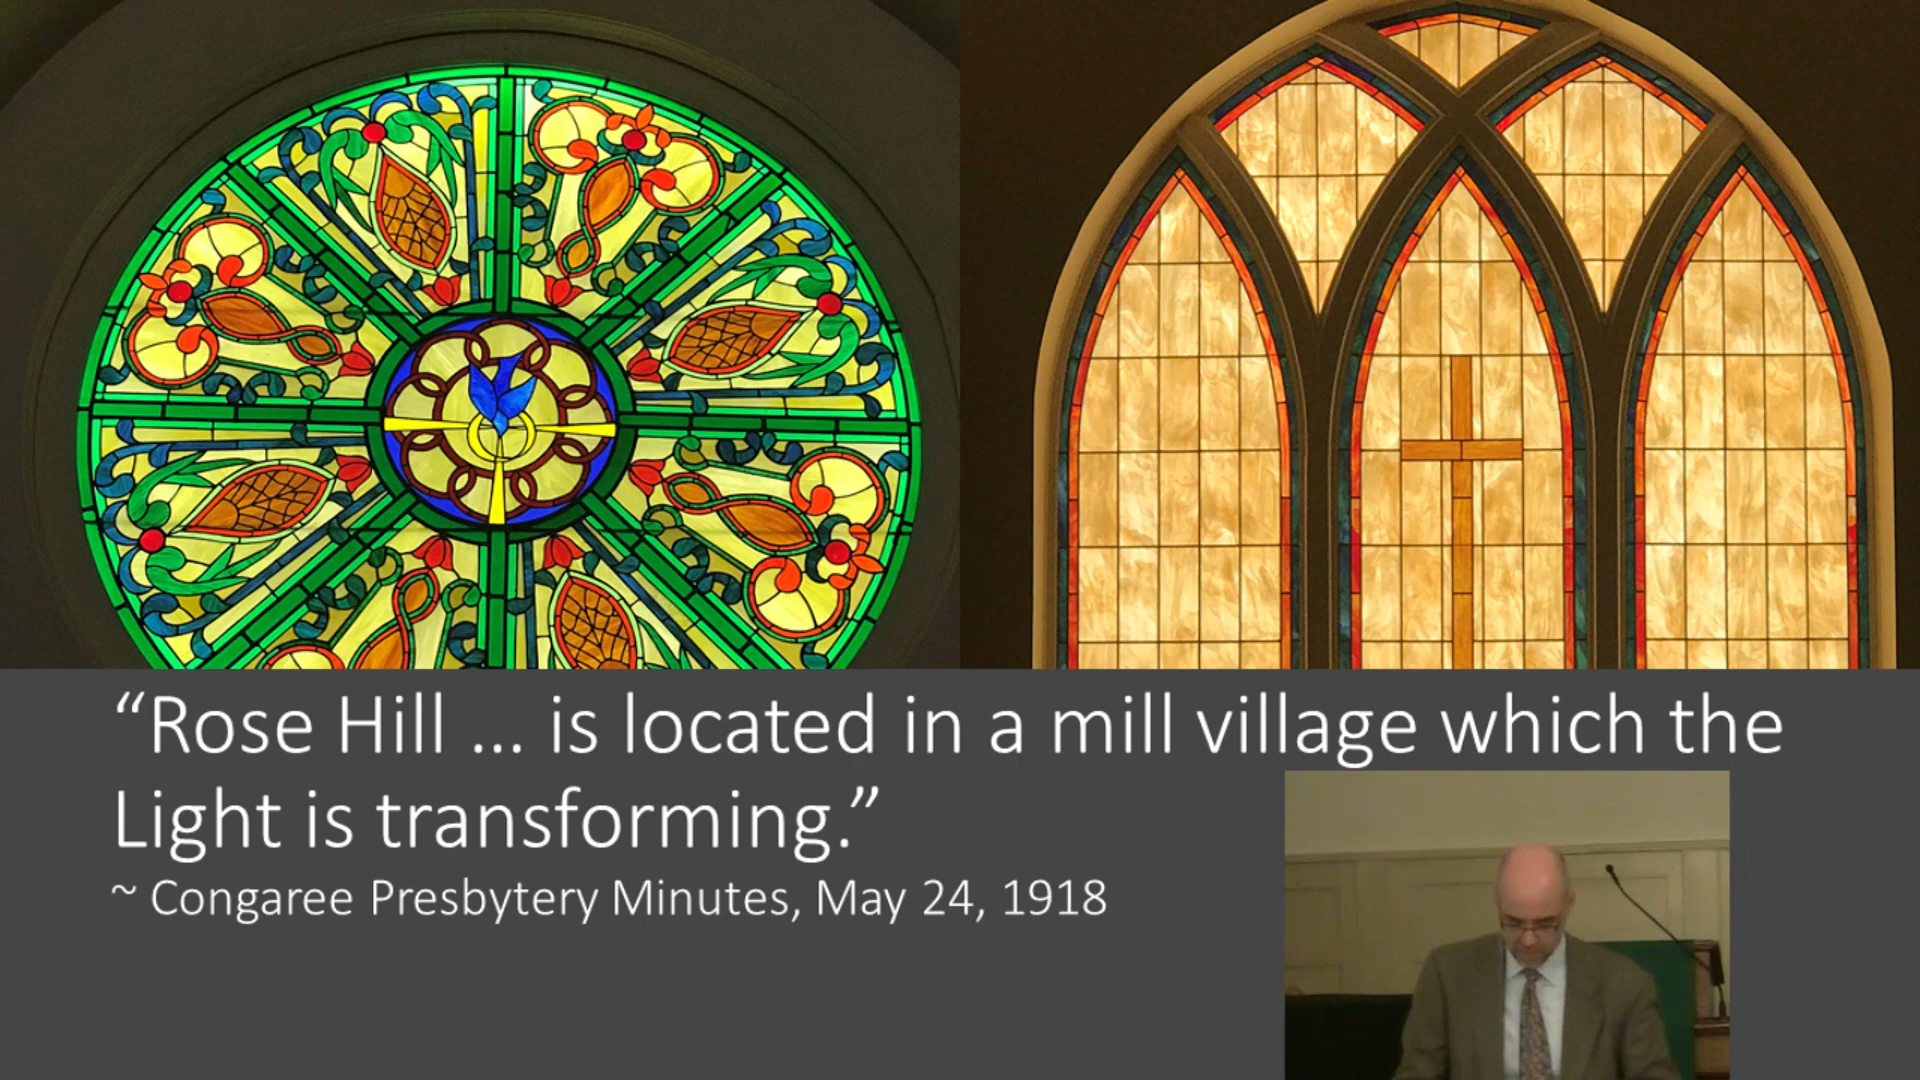 “Rose Hill ... is located in a mill village which the
Light is transforming.”
~ Congaree Presbytery Minutes, May 24, 1918